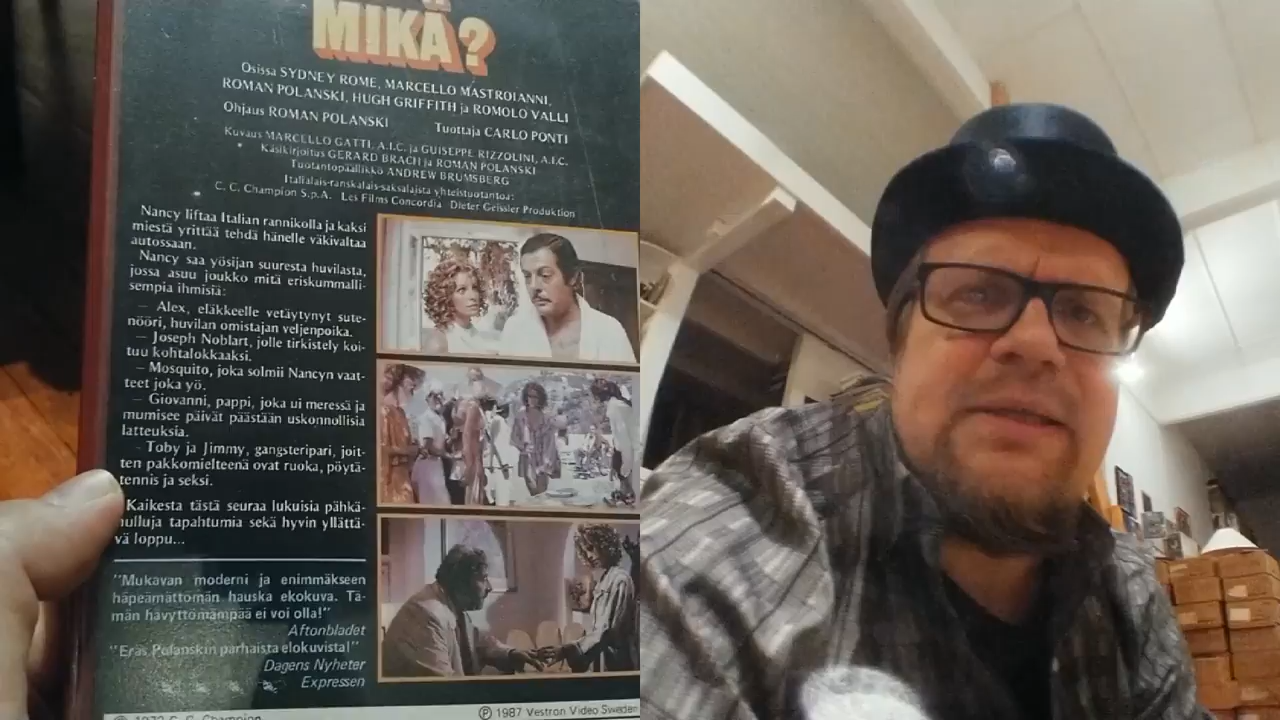 MIKÄ?
Osissa SYDNEY ROME, MARCELLO MASTROIANNI,
ROMAN POLANSKI, HUGH GRIFFITH ja ROMOLO VALLI
Ohjaus ROMAN POLANSKI Tuottaja CARLO PONTI
Kuvaus MARCELLO GATTI, A.I.C. ja GUISEPPE RIZZOLINI, A.I.C.
Käsikirjoitus GERARD BRACH ja ROMAN POLANSKI
Tuotantopäällikkö ANDREW BRUMSBERG
Italialais-ranskalais-saksalaista yhteistuotantoa:
C. C. Champion S.p.A. Les Films Concordia Dieter Geissler Produktion
Nancy liftaa Italian rannikolla ja kaksi
miestä yrittää tehdä hänelle väkivaltaa
autossaan.
Nancy saa yösijan suuresta huvilasta,
jossa asuu joukko mitä eriskummalli-
sempia ihmisiä:
– Alex, eläkkeelle vetäytynyt sute-
nööri, huvilan omistajan veljenpoika.
– Joseph Noblart, jolle tirkistely koi-
tuu kohtalokkaaksi.
– Mosquito, joka solmii Nancyn vaat-
teet joka yö.
– Giovanni, pappi, joka ui meressä ja
mumisee päivät päästään uskonnollisia
latteuksia.
– Toby ja Jimmy, gangsteripari, joit-
ten pakkomielteenä ovat ruoka, pöytä-
tennis ja seksi.
Kaikesta tästä seuraa lukuisia pähkä-
hulluja tapahtumia sekä hyvin yllättä-
vä loppu...
"Mukavan moderni ja enimmäkseen
häpeämättömän hauska ekokuva. Tä-
män hävyttömämpää ei voi olla!"
Aftonbladet
"Eräs Polanskin parhaista elokuvista!"
Dagens Nyheter
Expressen
© 1972 C. C. Champion
Ⓟ 1987 Vestron Video Sweden